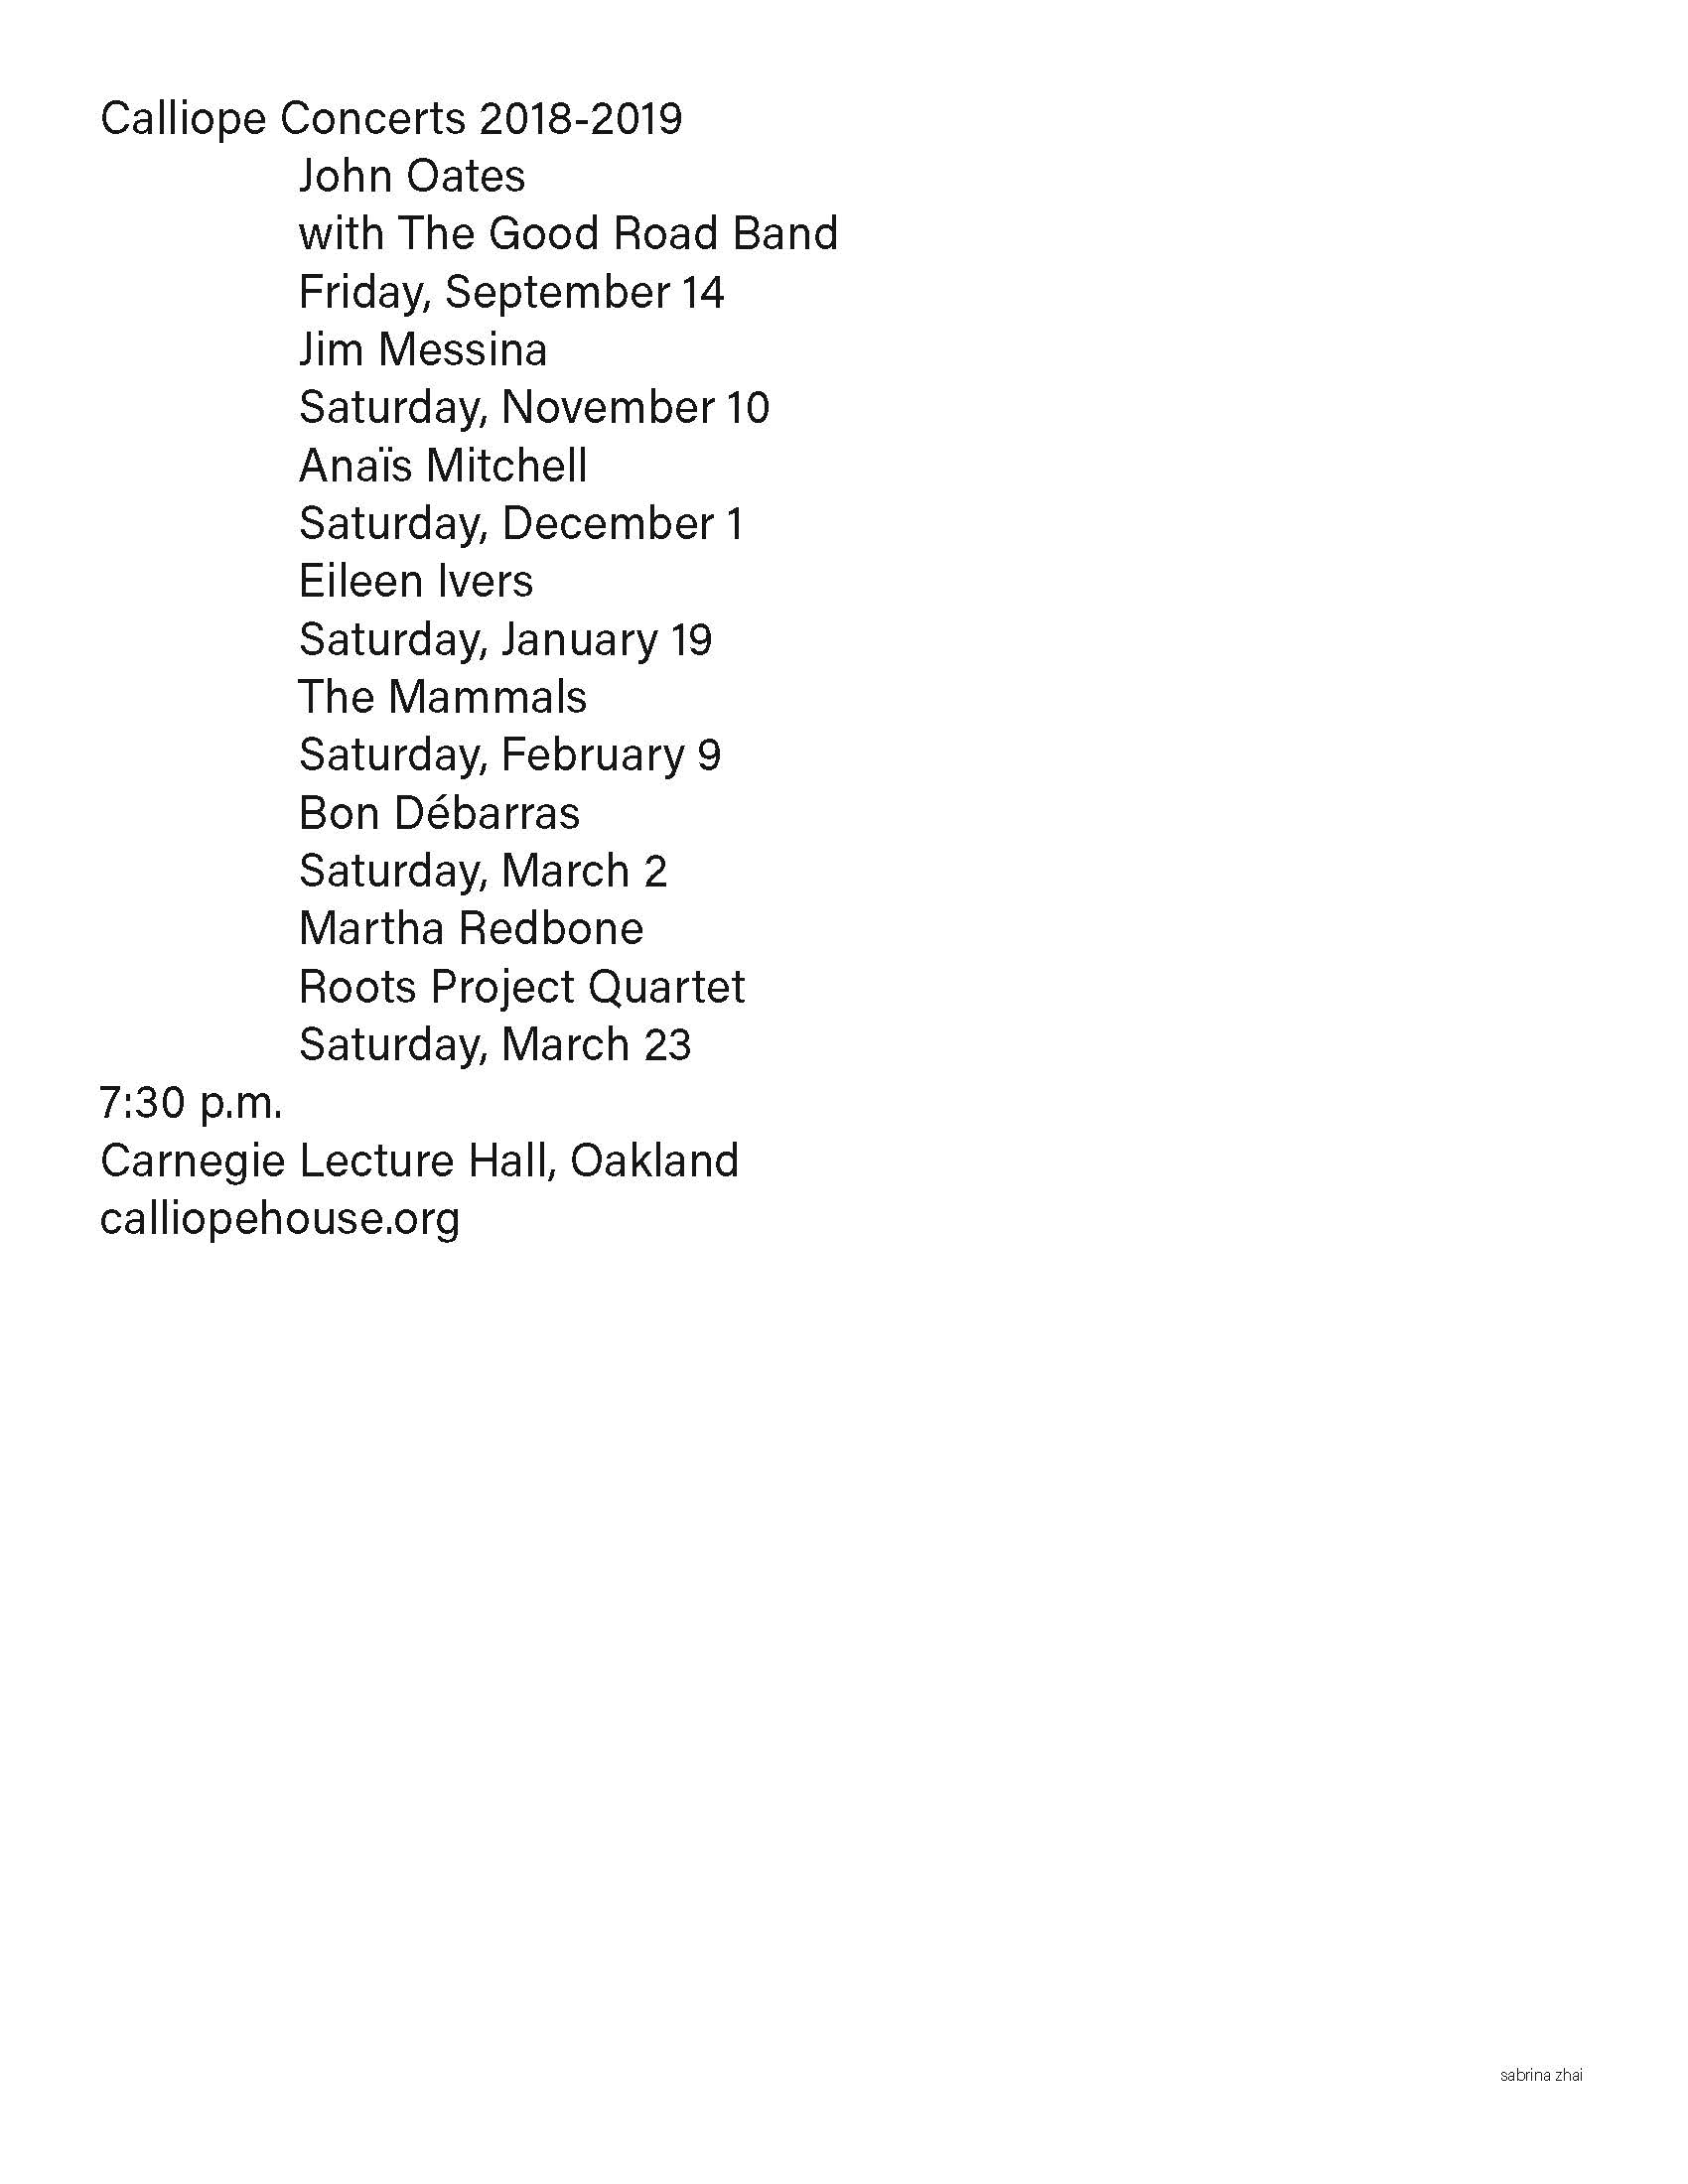 Calliope Concerts 2018-2019
John Oates
with The Good Road Band
Friday, September 14
Jim Messina
Saturday, November 10
Anaïs Mitchell
Saturday, December 1
Eileen Ivers
Saturday, January 19
The Mammals
Saturday, February 9
Bon Débarras
Saturday, March 2
Martha Redbone
Roots Project Quartet
Saturday, March 23
7:30 p.m.
Carnegie Lecture Hall, Oakland
calliopehouse.org
sabrina zhai